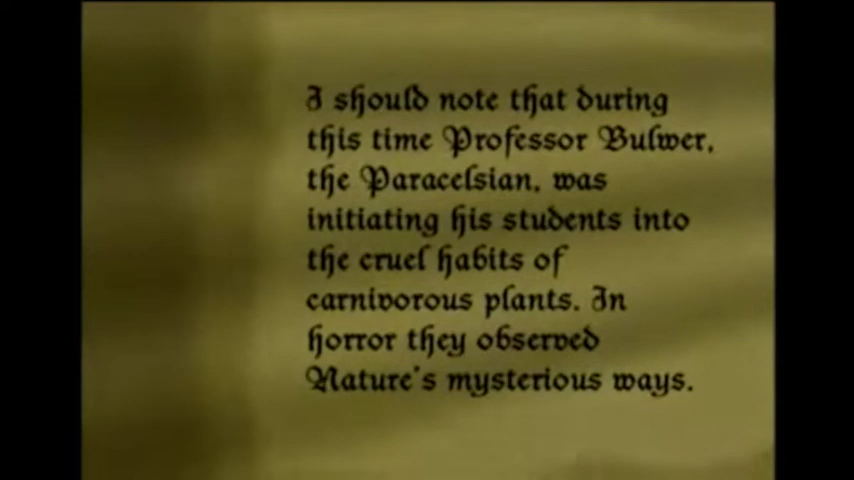 I should note that during
this time Professor Bulwer,
the Paracelsian, was
initiating his students into
the cruel habits of
carnivorous plants. In
horror they observed
Nature's mysterious ways.